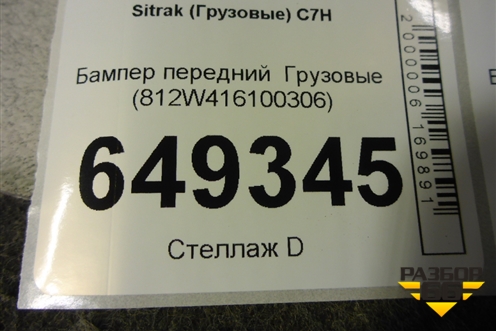 Sitrak (Грузовые) C7H
Бампер передний Грузовые
(812W416100306)
649345
Стеллаж D
2000006169891
РАЗБОР